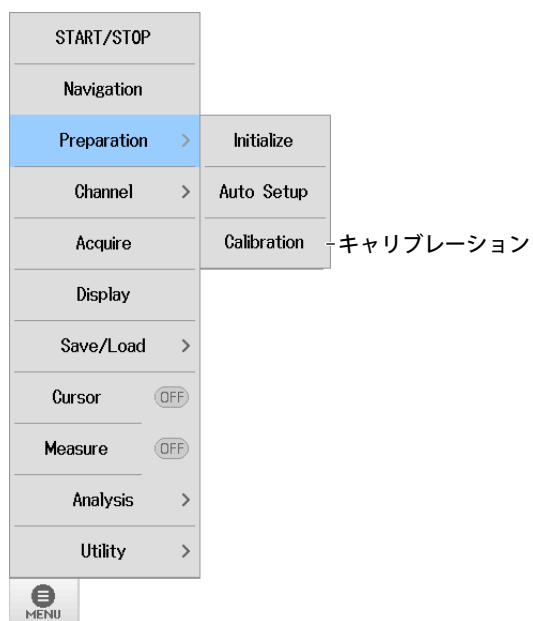 START/STOP
Navigation
Preparation >
Initialize
Auto Setup
Calibration
キャリブレーション
Channel >
Acquire
Display
Save/Load >
Cursor OFF
Measure OFF
Analysis >
Utility >
MENU